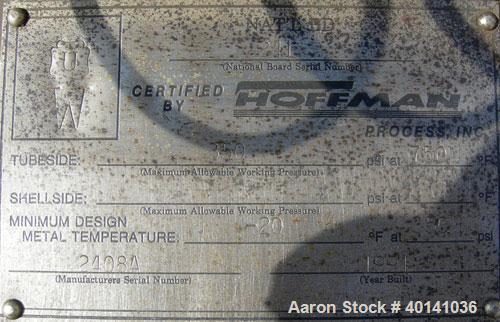 NAT'L BD
(National Board Serial Number)
U
W
CERTIFIED BY HOFFMAN
PROCESS, INC
TUBESIDE: psi at 750 °F
(Maximum Allowable Working Pressure)
SHELLSIDE: psi at °F
(Maximum Allowable Working Pressure)
MINIMUM DESIGN
METAL TEMPERATURE: -20 °F at psi
2408A
(Manufacturers Serial Number) (Year Built)
Aaron Stock # 40141036